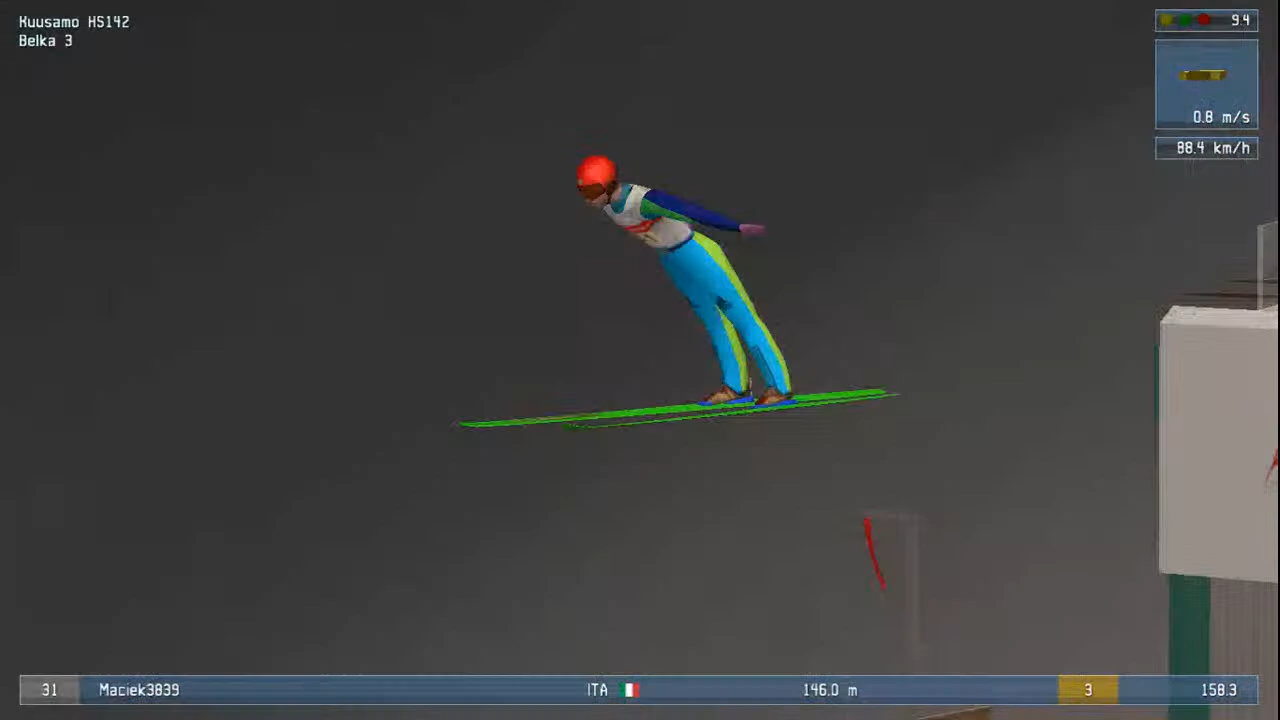 Kuusamo HS142
Belka 3
9.4
0.8 m/s
88.4 km/h
31 Maciek3839 ITA 146.0 m 3 158.3